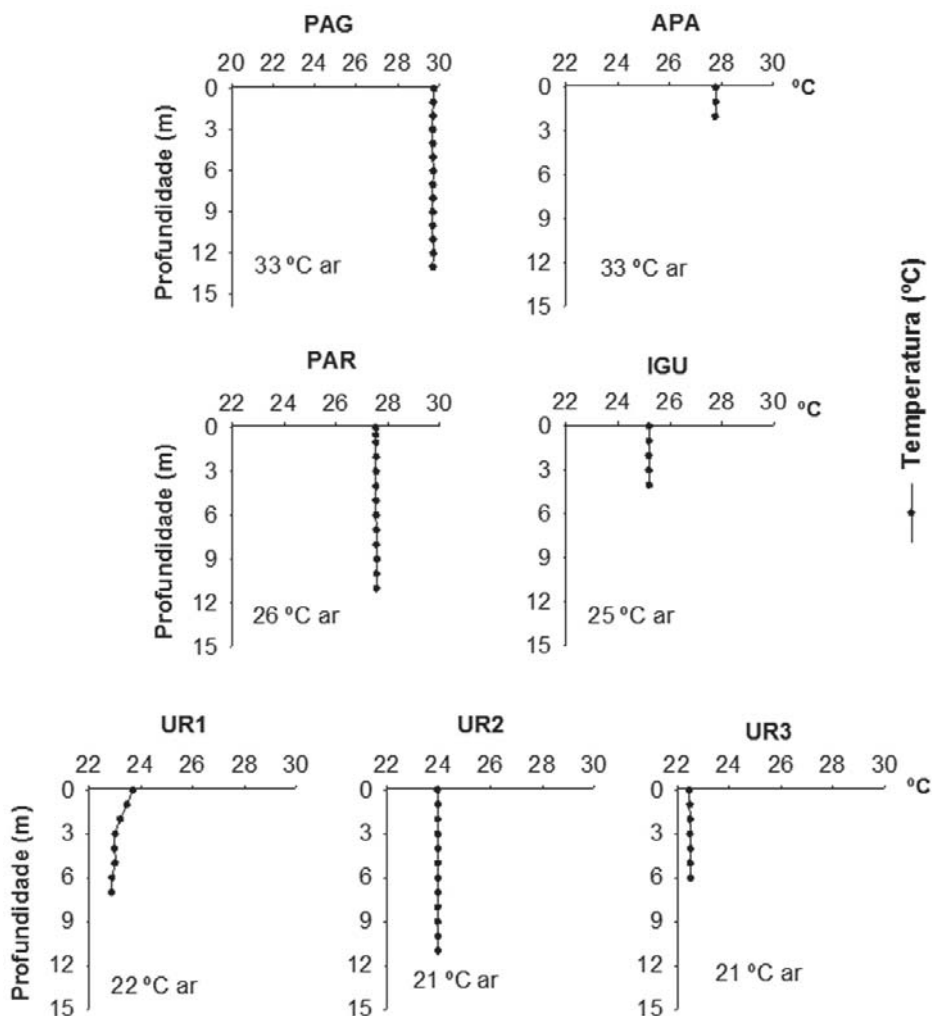 PAG
20 22 24 26 28 30
Profundidade (m)
0
3
6
9
12
15
33 ºC ar
APA
22 24 26 28 30 ºC
0
3
6
9
12
15
33 ºC ar
PAR
22 24 26 28 30
Profundidade (m)
0
3
6
9
12
15
26 ºC ar
IGU
22 24 26 28 30 ºC
0
3
6
9
12
15
25 ºC ar
Temperatura (ºC)
UR1
22 24 26 28 30
Profundidade (m)
0
3
6
9
12
15
22 ºC ar
UR2
22 24 26 28 30
0
3
6
9
12
15
21 ºC ar
UR3
22 24 26 28 30 ºC
0
3
6
9
12
15
21 ºC ar